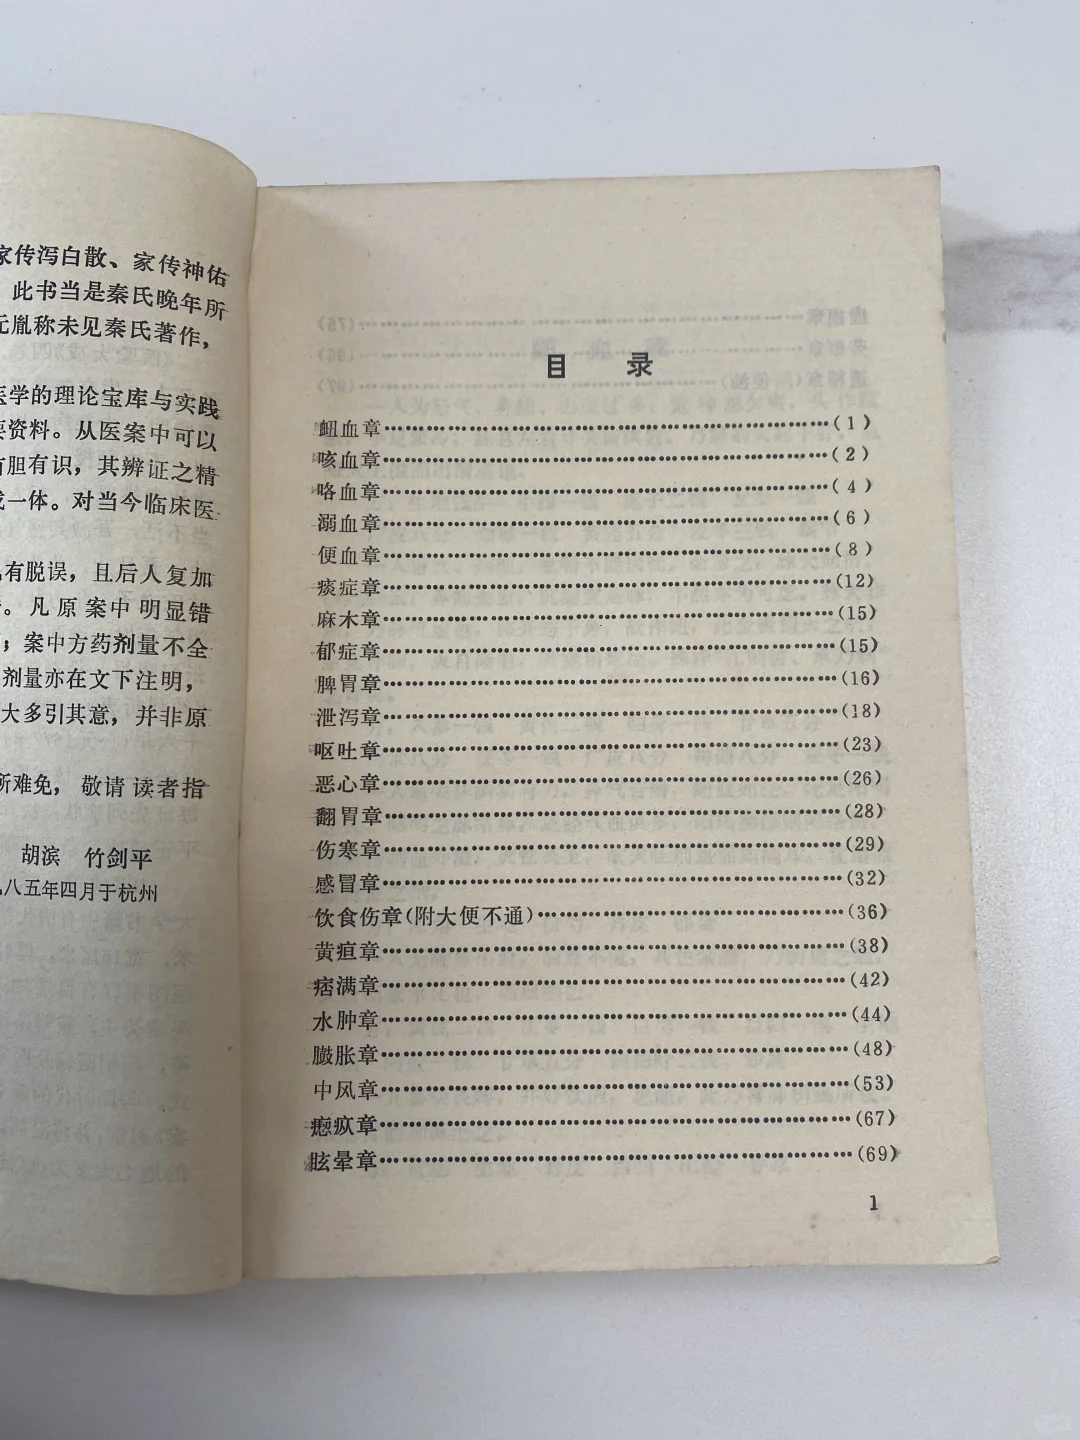 家传泻白散、家传神佑
此书当是秦氏晚年所
无胤称未见秦氏著作，
医学的理论宝库与实践
要资料。从医案中可以
有胆有识，其辨证之精
成一体。对当今临床医
有脱误，且后人复加
。凡原案中明显错
；案中方药剂量不全
剂量亦在文下注明，
大多引其意，并非原
所难免，敬请读者指
胡滨 竹剑平
八五年四月于杭州
目录
衄血章……(1)
咳血章……(2)
咯血章……(4)
溺血章……(6)
便血章……(8)
痰症章……(12)
麻木章……(15)
郁症章……(15)
脾胃章……(16)
泄泻章……(18)
呕吐章……(23)
恶心章……(26)
翻胃章……(28)
伤寒章……(29)
感冒章……(32)
饮食伤章(附大便不通)……(36)
黄疸章……(38)
痞满章……(42)
水肿章……(44)
臌胀章……(48)
中风章……(53)
瘛疭章……(67)
眩晕章……(69)
1